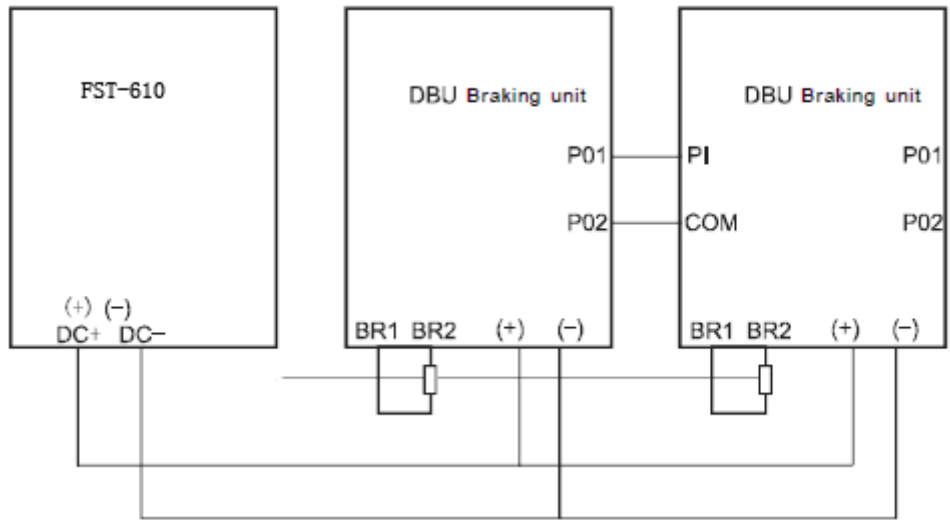 FST-610
DBU Braking unit
DBU Braking unit
P01
PI
P01
P02
COM
P02
(+) (-)
DC+ DC-
BR1 BR2 (+) (-)
BR1 BR2 (+) (-)